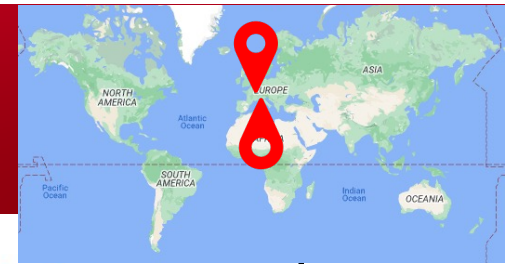 ASIA
EUROPE
NORTH
AMERICA
Atlantic
Ocean
SOUTH
AMERICA
Pacific
Ocean
Indian
Ocean
OCEANIA